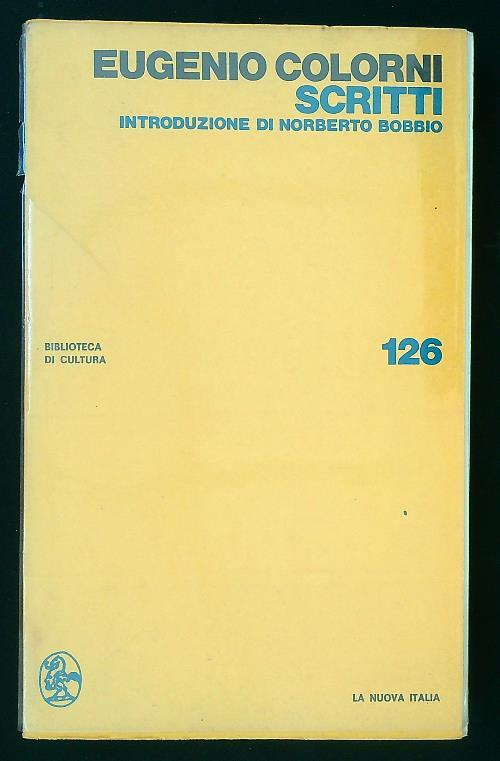 EUGENIO COLORNI
SCRITTI
INTRODUZIONE DI NORBERTO BOBBIO
BIBLIOTECA
DI CULTURA
126
LA NUOVA ITALIA